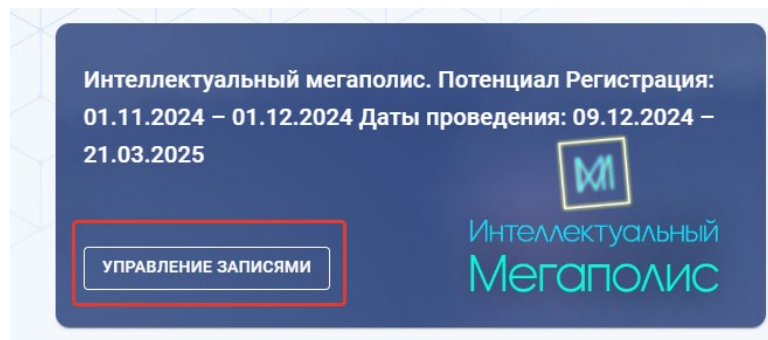 Интеллектуальный мегаполис. Потенциал Регистрация:
01.11.2024 – 01.12.2024 Даты проведения: 09.12.2024 –
21.03.2025
ИМ
УПРАВЛЕНИЕ ЗАПИСЯМИ
Интеллектуальный
Мегаполис